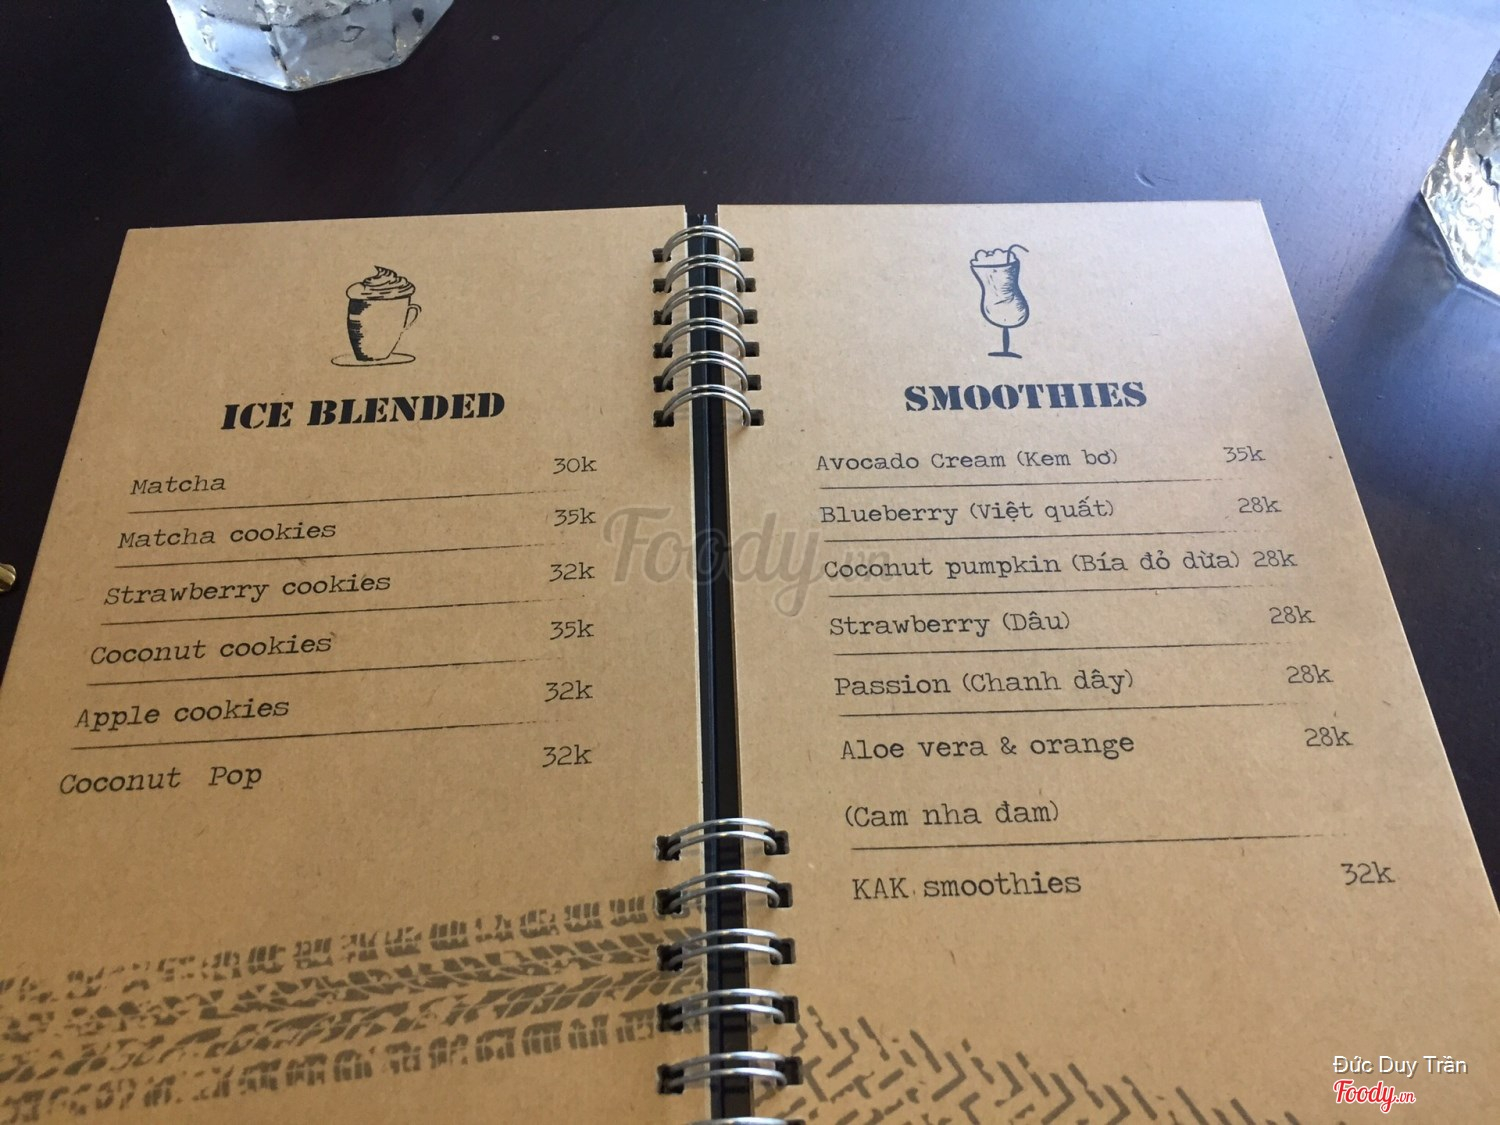 ICE BLENDED
Matcha 30k
Matcha cookies 35k
Strawberry cookies 32k
Coconut cookies 35k
Apple cookies 32k
Coconut Pop 32k
SMOOTHIES
Avocado Cream (Kem bơ) 35k
Blueberry (Việt quất) 28k
Coconut pumpkin (Bía đỏ dừa) 28k
Strawberry (Dâu) 28k
Passion (Chanh dây) 28k
Aloe vera & orange 28k
(Cam nha đam)
KAK smoothies 32k
Foody.vn
Đức Duy Trần
Foody.vn